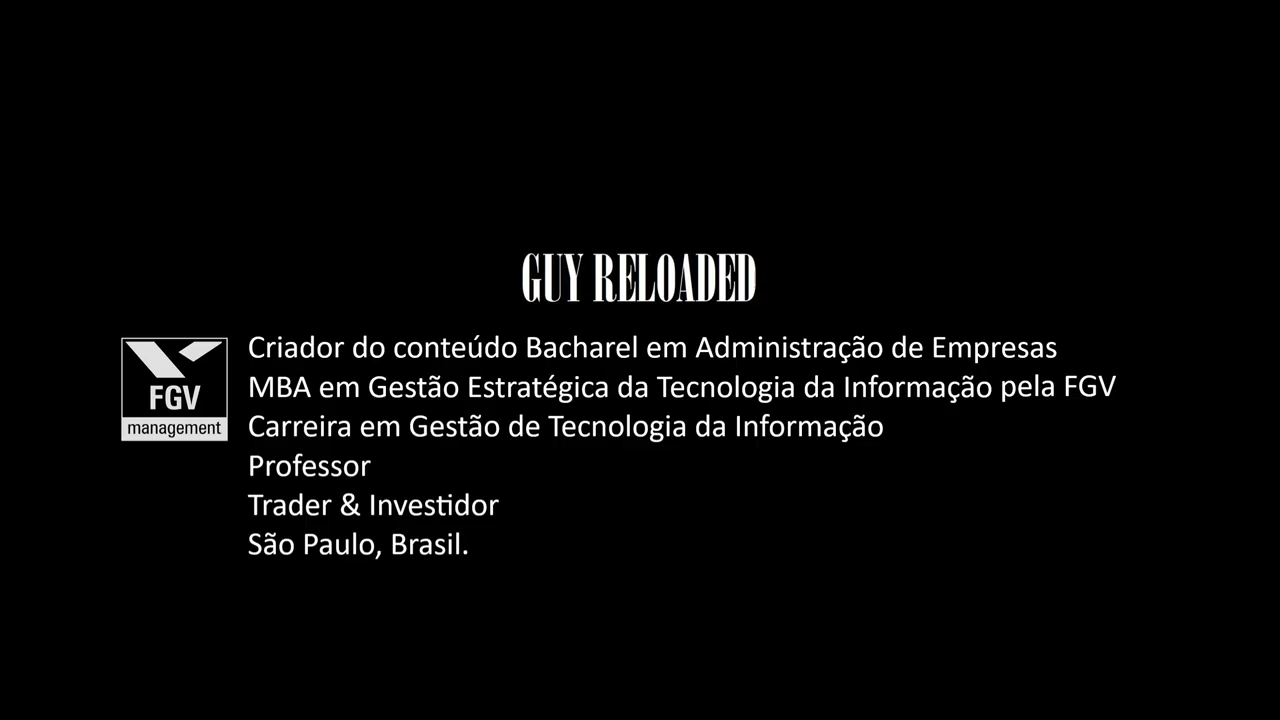 GUY RELOADED
Criador do conteúdo Bacharel em Administração de Empresas
MBA em Gestão Estratégica da Tecnologia da Informação pela FGV
Carreira em Gestão de Tecnologia da Informação
Professor
Trader & Investidor
São Paulo, Brasil.
FGV
management